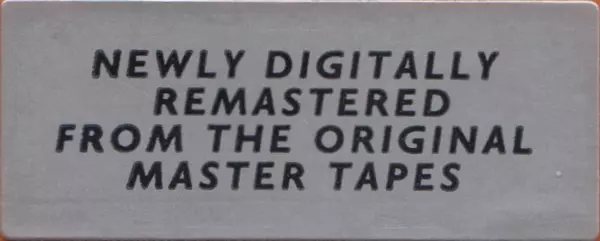 NEWLY DIGITALLY
REMASTERED
FROM THE ORIGINAL
MASTER TAPES